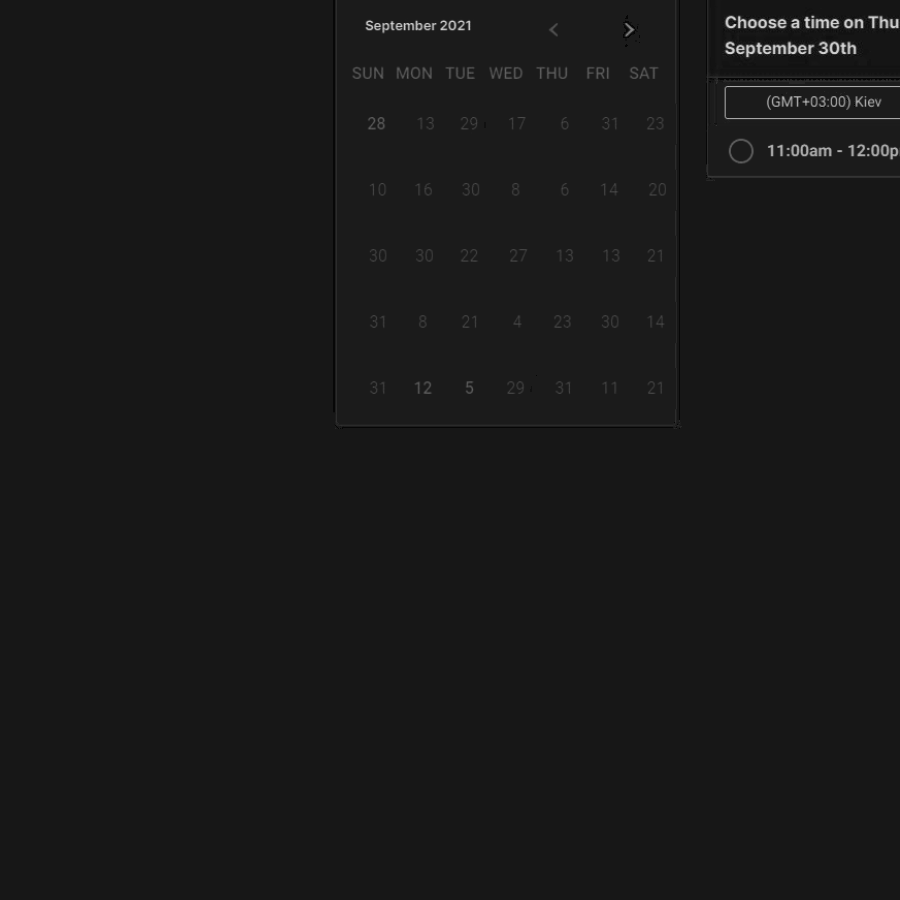 September 2021
SUN MON TUE WED THU FRI SAT
28 13 29 17 6 31 23
10 16 30 8 6 14 20
30 30 22 27 13 13 21
31 8 21 4 23 30 14
31 12 5 29 31 11 21
Choose a time on Thu
September 30th
(GMT+03:00) Kiev
11:00am - 12:00p